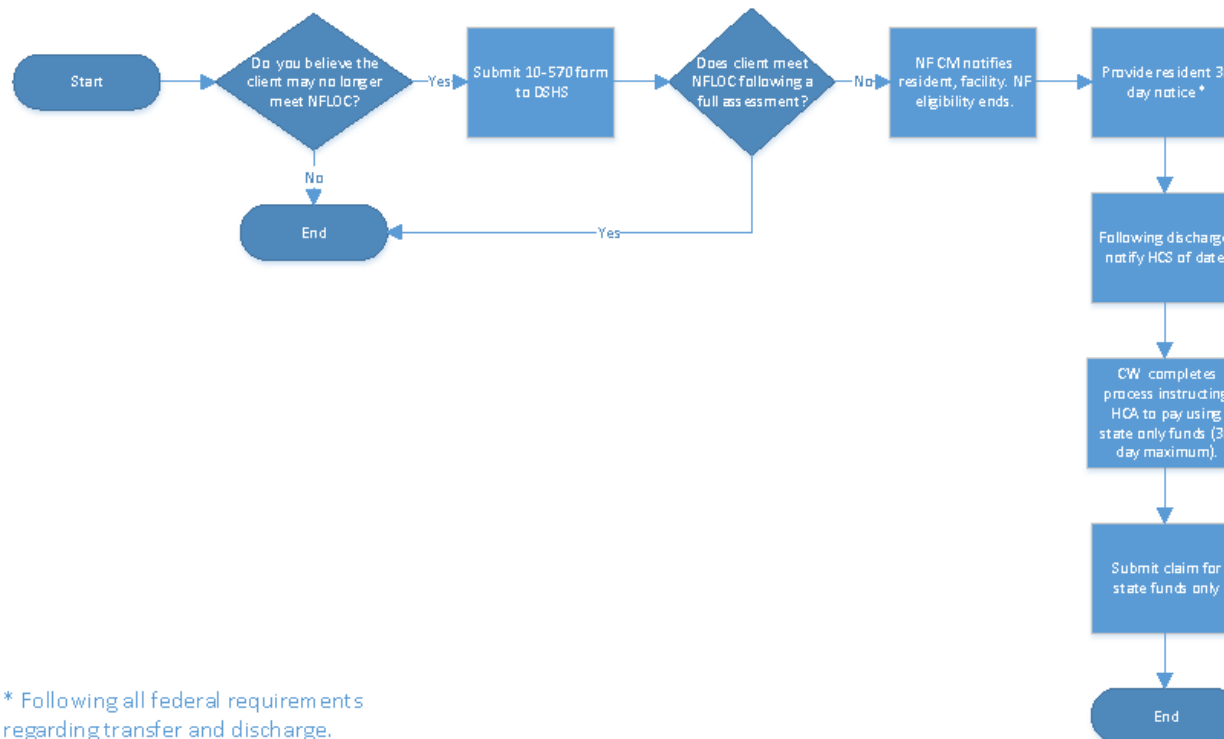 Start
Do you believe the
client may no longer
meet NFLOC?
Yes
Submit 10-570 form
to DSHS
Does client meet
NFLOC following a
full assessment?
No
NF CM notifies
resident, facility. NF
eligibility ends.
Provide resident 3
day notice*
No
End
Yes
Following discharge
notify HCS of date
CW completes
process instructing
HCA to pay using
state only funds (3
day maximum).
Submit claim for
state funds only
End
* Following all federal requirements
regarding transfer and discharge.